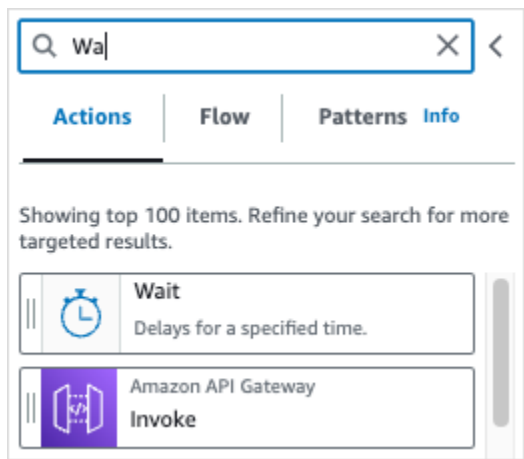 Wa
Actions Flow Patterns Info
Showing top 100 items. Refine your search for more
targeted results.
Wait
Delays for a specified time.
Amazon API Gateway
Invoke